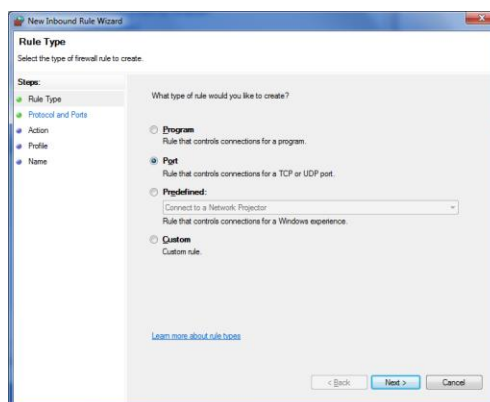 New Inbound Rule Wizard
Rule Type
Select the type of firewall rule to create.
Steps:
Rule Type
Protocol and Ports
Action
Profile
Name
What type of rule would you like to create?
Program
Rule that controls connections for a program.
Port
Rule that controls connections for a TCP or UDP port.
Predefined:
Connect to a Network Projector
Rule that controls connections for a Windows experience.
Custom
Custom rule.
Learn more about rule types
< Back Next > Cancel